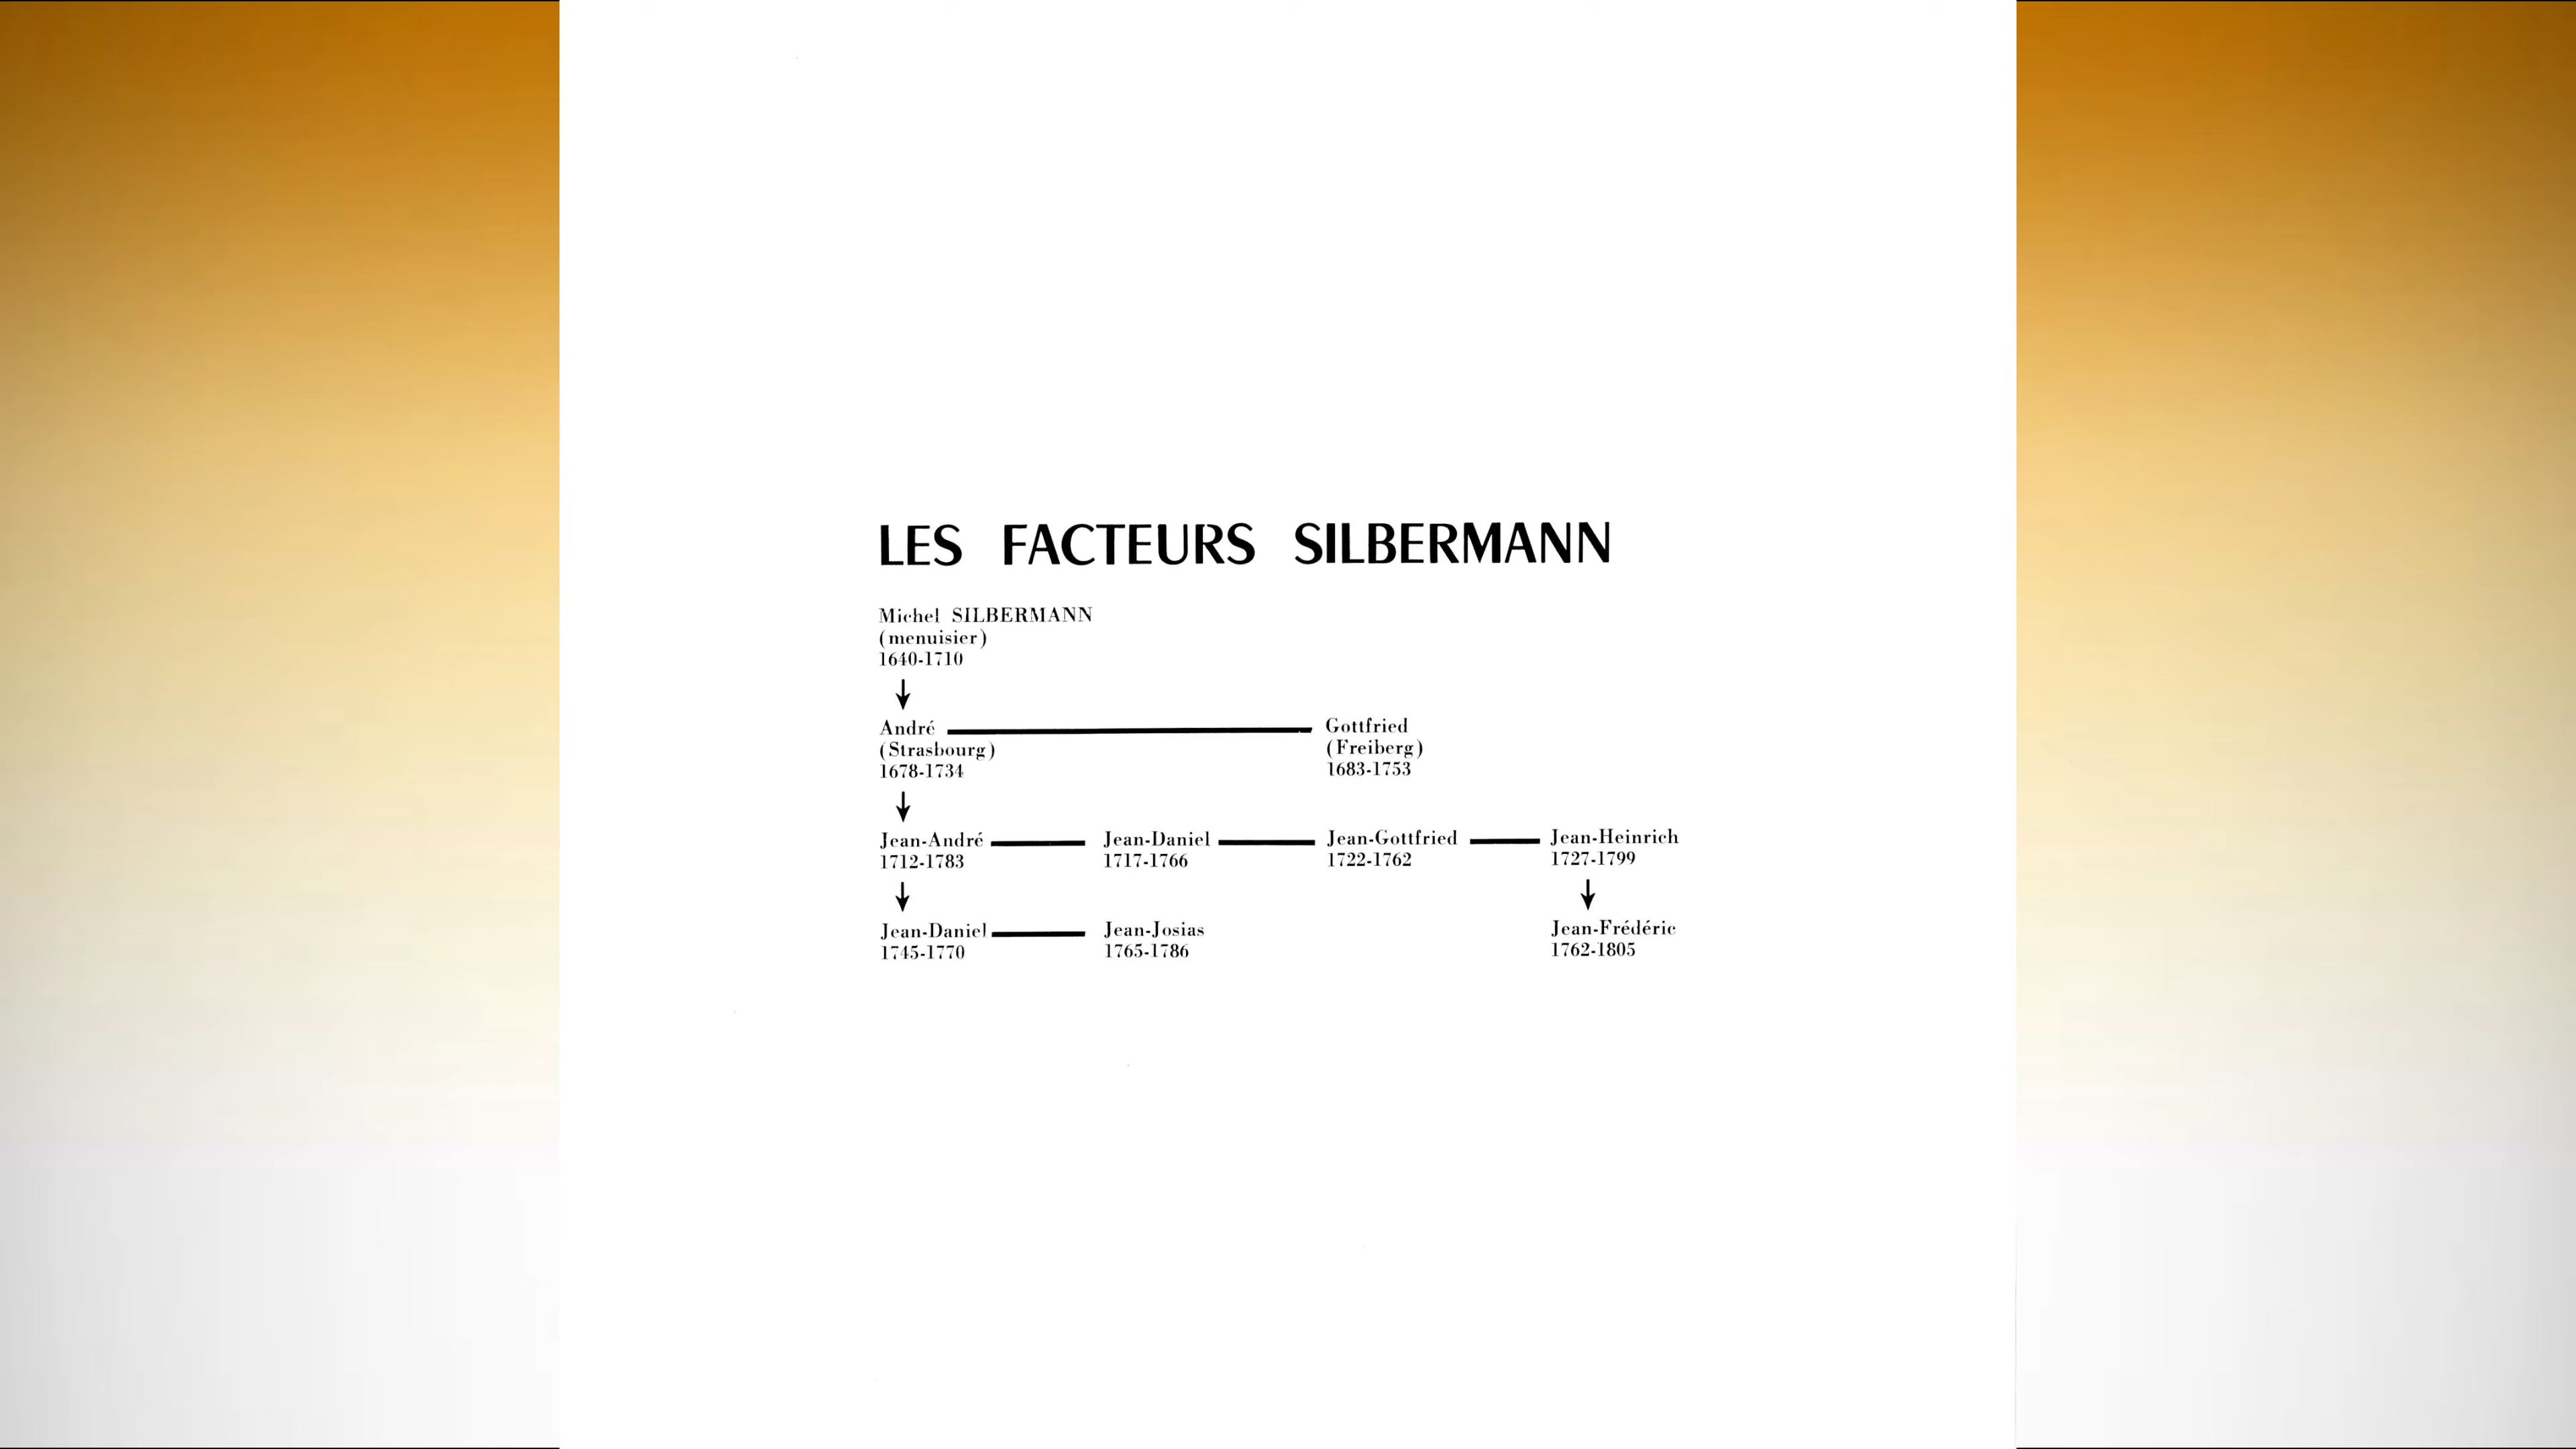 LES FACTEURS SILBERMANN
Michel SILBERMANN
(menuisier)
1640-1710
André
Gottfried
(Strasbourg)
(Freiberg)
1678-1734
1683-1753
Jean-André
Jean-Daniel
Jean-Gottfried
Jean-Heinrich
1712-1783
1717-1766
1722-1762
1727-1799
Jean-Daniel
Jean-Josias
Jean-Frédéric
1745-1770
1765-1786
1762-1805